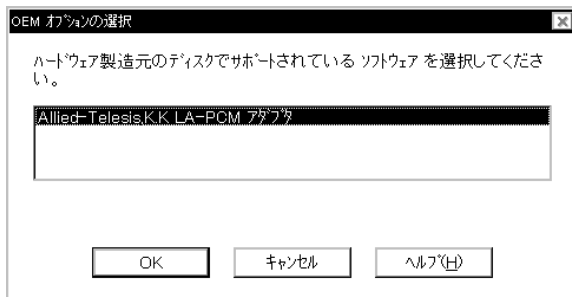 OEM ｵﾌﾟｼｮﾝの選択
ﾊｰﾄﾞｳｪｱ製造元のﾃﾞｨｽｸでｻﾎﾟｰﾄされている ｿﾌﾄｳｪｱ を選択してくださ
い。
Allied-Telesis,K.K LA-PCM ｱﾀﾞﾌﾟﾀ
OK
ｷｬﾝｾﾙ
ﾍﾙﾌﾟ(H)